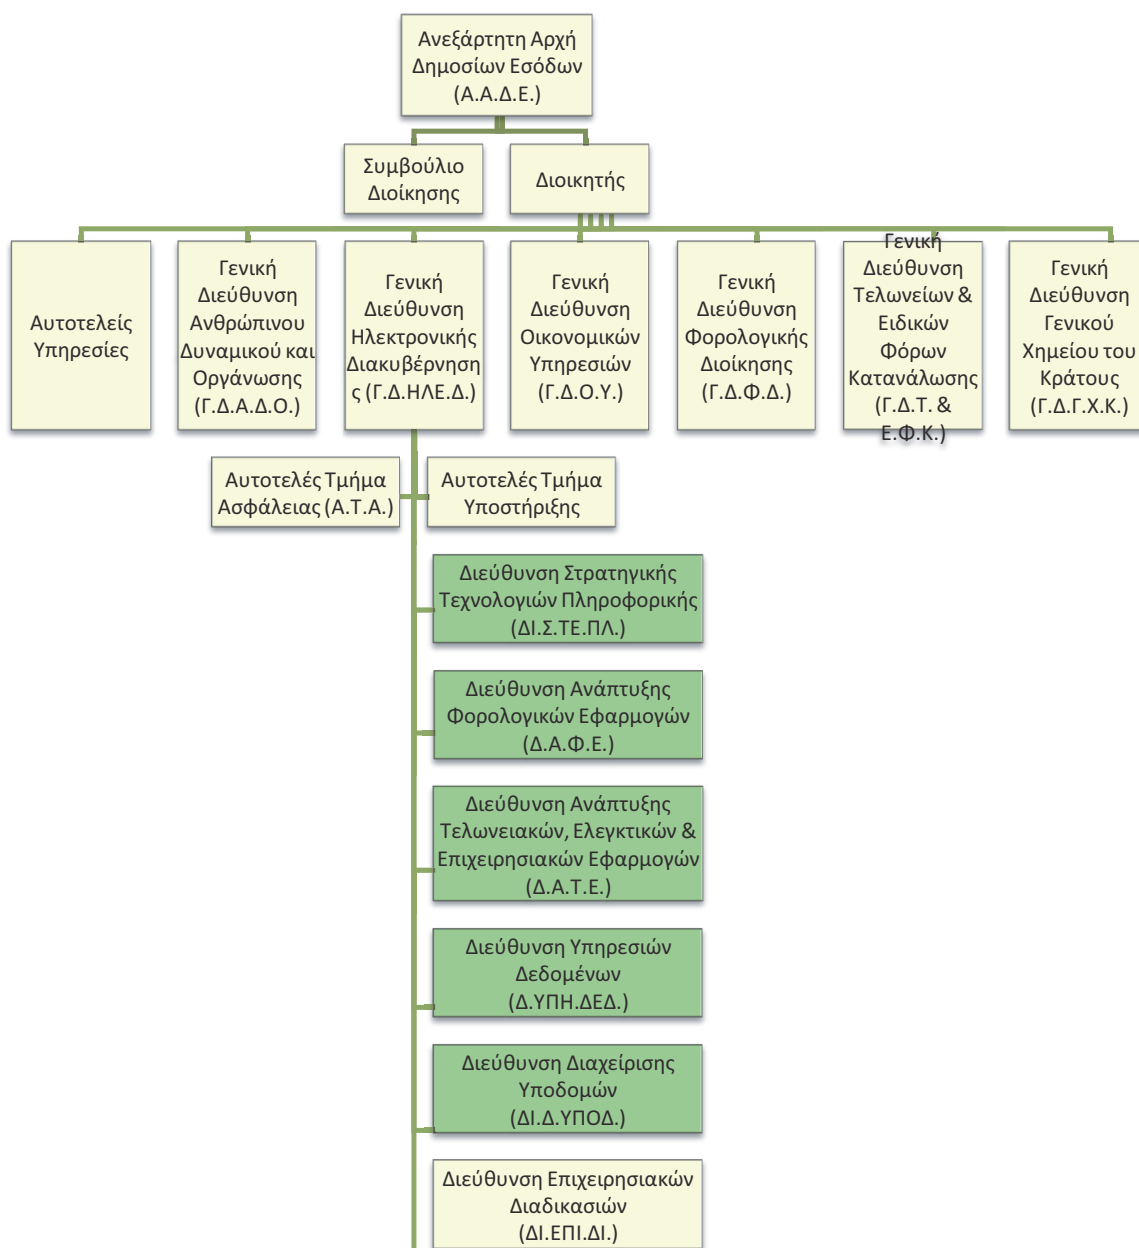 Ανεξάρτητη Αρχή
Δημοσίων Εσόδων
(Α.Α.Δ.Ε.)
Συμβούλιο
Διοίκησης
Διοικητής
Αυτοτελείς
Υπηρεσίες
Γενική
Διεύθυνση
Ανθρώπινου
Δυναμικού και
Οργάνωσης
(Γ.Δ.Α.Δ.Ο.)
Γενική
Διεύθυνση
Ηλεκτρονικής
Διακυβέρνηση
ς (Γ.Δ.ΗΛΕ.Δ.)
Γενική
Διεύθυνση
Οικονομικών
Υπηρεσιών
(Γ.Δ.Ο.Υ.)
Γενική
Διεύθυνση
Φορολογικής
Διοίκησης
(Γ.Δ.Φ.Δ.)
Γενική
Διεύθυνση
Τελωνείων &
Ειδικών
Φόρων
Κατανάλωσης
(Γ.Δ.Τ. &
Ε.Φ.Κ.)
Γενική
Διεύθυνση
Γενικού
Χημείου του
Κράτους
(Γ.Δ.Γ.Χ.Κ.)
Αυτοτελές Τμήμα
Ασφάλειας (Α.Τ.Α.)
Αυτοτελές Τμήμα
Υποστήριξης
Διεύθυνση Στρατηγικής
Τεχνολογιών Πληροφορικής
(ΔΙ.Σ.ΤΕ.ΠΛ.)
Διεύθυνση Ανάπτυξης
Φορολογικών Εφαρμογών
(Δ.Α.Φ.Ε.)
Διεύθυνση Ανάπτυξης
Τελωνειακών, Ελεγκτικών &
Επιχειρησιακών Εφαρμογών
(Δ.Α.Τ.Ε.)
Διεύθυνση Υπηρεσιών
Δεδομένων
(Δ.ΥΠΗ.ΔΕΔ.)
Διεύθυνση Διαχείρισης
Υποδομών
(ΔΙ.Δ.ΥΠΟΔ.)
Διεύθυνση Επιχειρησιακών
Διαδικασιών
(ΔΙ.ΕΠΙ.ΔΙ.)